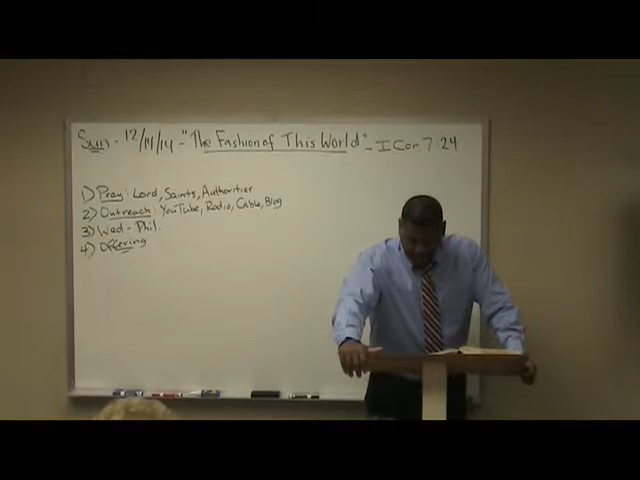 Sun - 12/14/14 - "The Fashion of This World" - I Cor 7:24
1) Pray: Lord, Saints, Authorities
2) Outreach: YouTube, Radio, Cable, Blog
3) Wed - Phil.
4) Offering